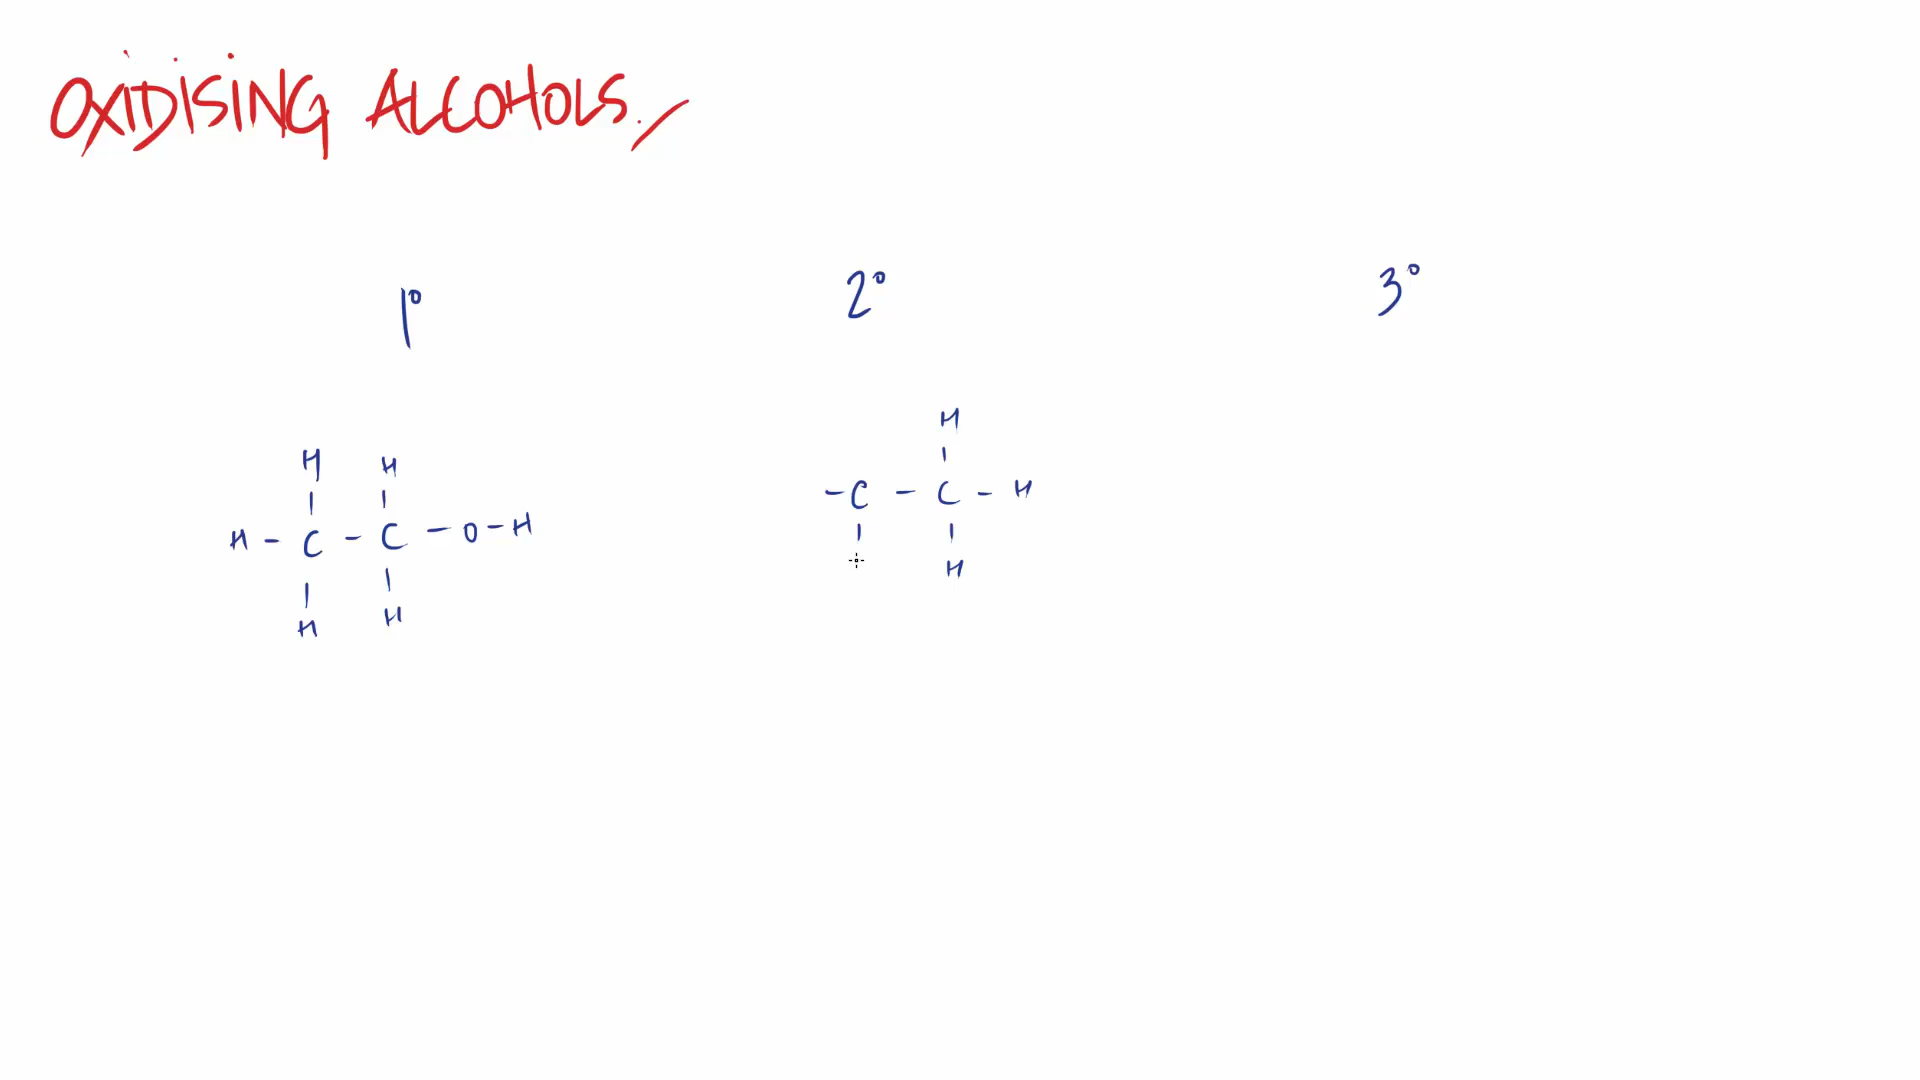 OXIDISING ALCOHOLS.
1° 2° 3°
H
H H
- C - C - H
H - C - C - O - H
H
H H